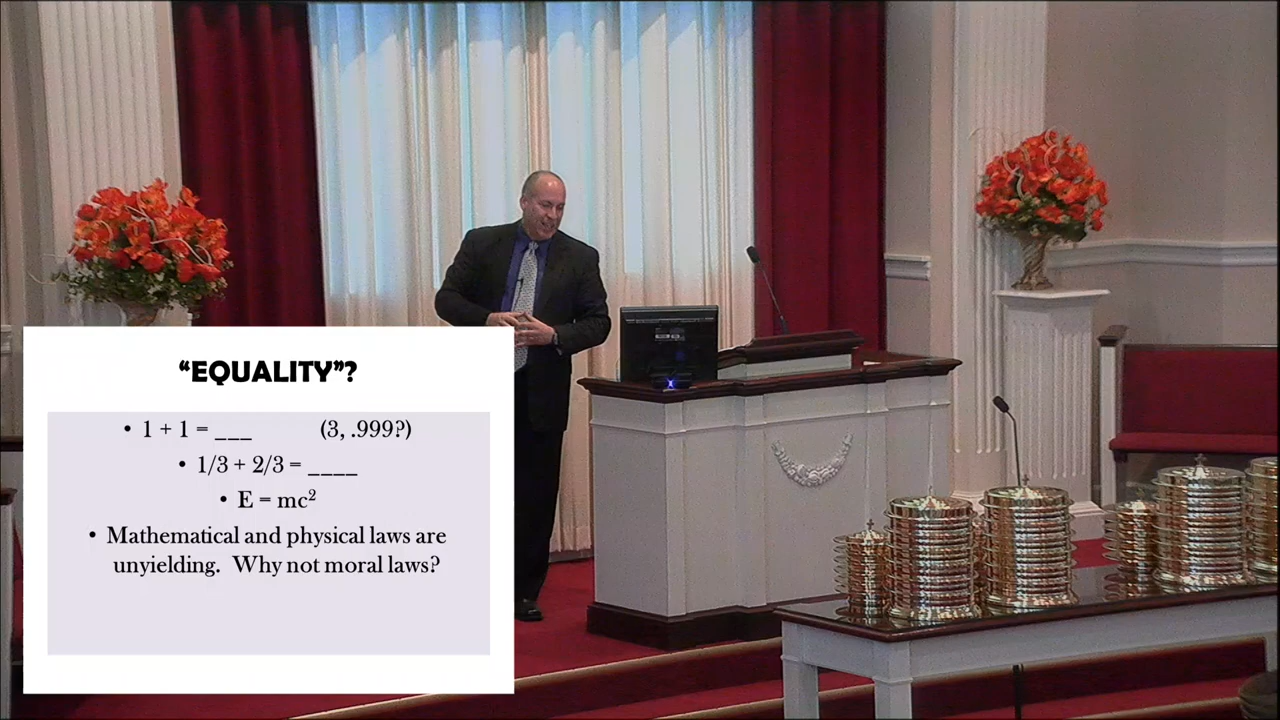 “EQUALITY”?
• 1 + 1 = ___ (3, .999?)
• 1/3 + 2/3 = ____
• E = mc²
• Mathematical and physical laws are
unyielding. Why not moral laws?